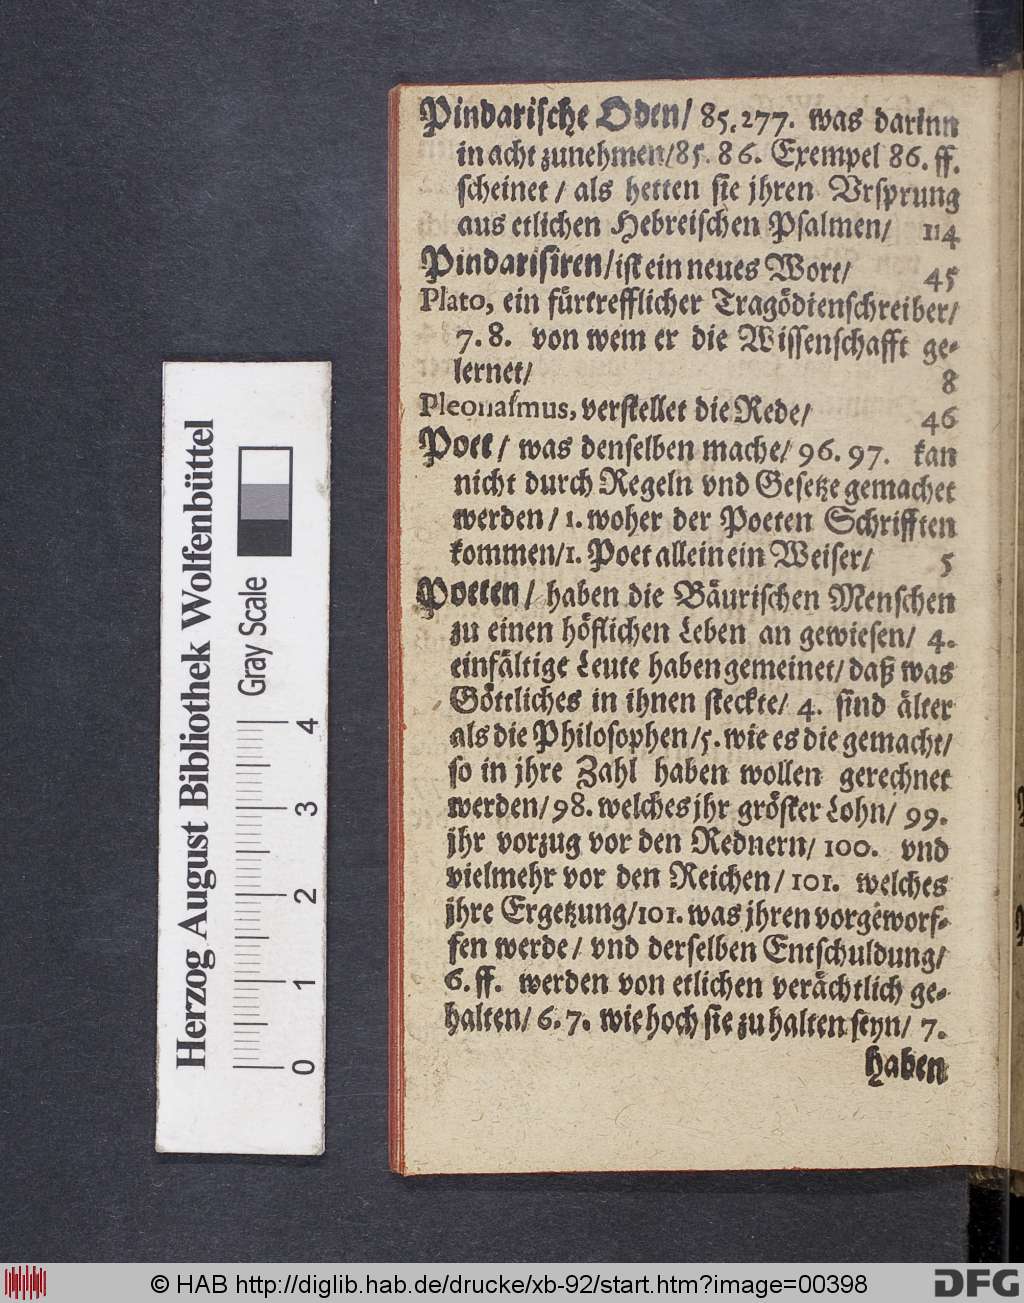 Pindarische Oden/ 85.277. was darinn
in acht zunehmen/85. 86. Exempel 86. ff.
scheinet / als hetten sie jhren Vrsprung
aus etlichen Hebreischen Psalmen/ 114
Pindarisiren/ist ein neues Wort/ 45
Plato, ein fürtrefflicher Tragödienschreiber/
7. 8. von wem er die Wissenschafft ge-
lernet/ 8
Pleonasmus, verstellet die Rede/ 46
Poet / was denselben mache/ 96. 97. kan
nicht durch Regeln vnd Gesetze gemachet
werden / 1. woher der Poeten Schrifften
kommen/1. Poet allein ein Weiser/ 5
Poeten / haben die Bäurischen Menschen
zu einen höflichen Leben an gewiesen/ 4.
einfältige Leute haben gemeinet/ daß was
Göttliches in ihnen steckte/ 4. sind älter
als die Philosophen/5. wie es die gemacht/
so in jhre Zahl haben wollen gerechnet
werden/ 98. welches jhr gröster Lohn/ 99.
jhr vorzug vor den Rednern/ 100. vnd
vielmehr vor den Reichen/ 101. welches
jhre Ergetzung/101. was jhren vorgeworf-
fen werde/ vnd derselben Entschuldung/
6. ff. werden von etlichen verächtlich ge-
halten/ 6. 7. wie hoch sie zu halten seyn/ 7.
haben
Herzog August Bibliothek Wolfenbüttel
Gray Scale
0 1 2 3 4
© HAB http://diglib.hab.de/drucke/xb-92/start.htm?image=00398
DFG